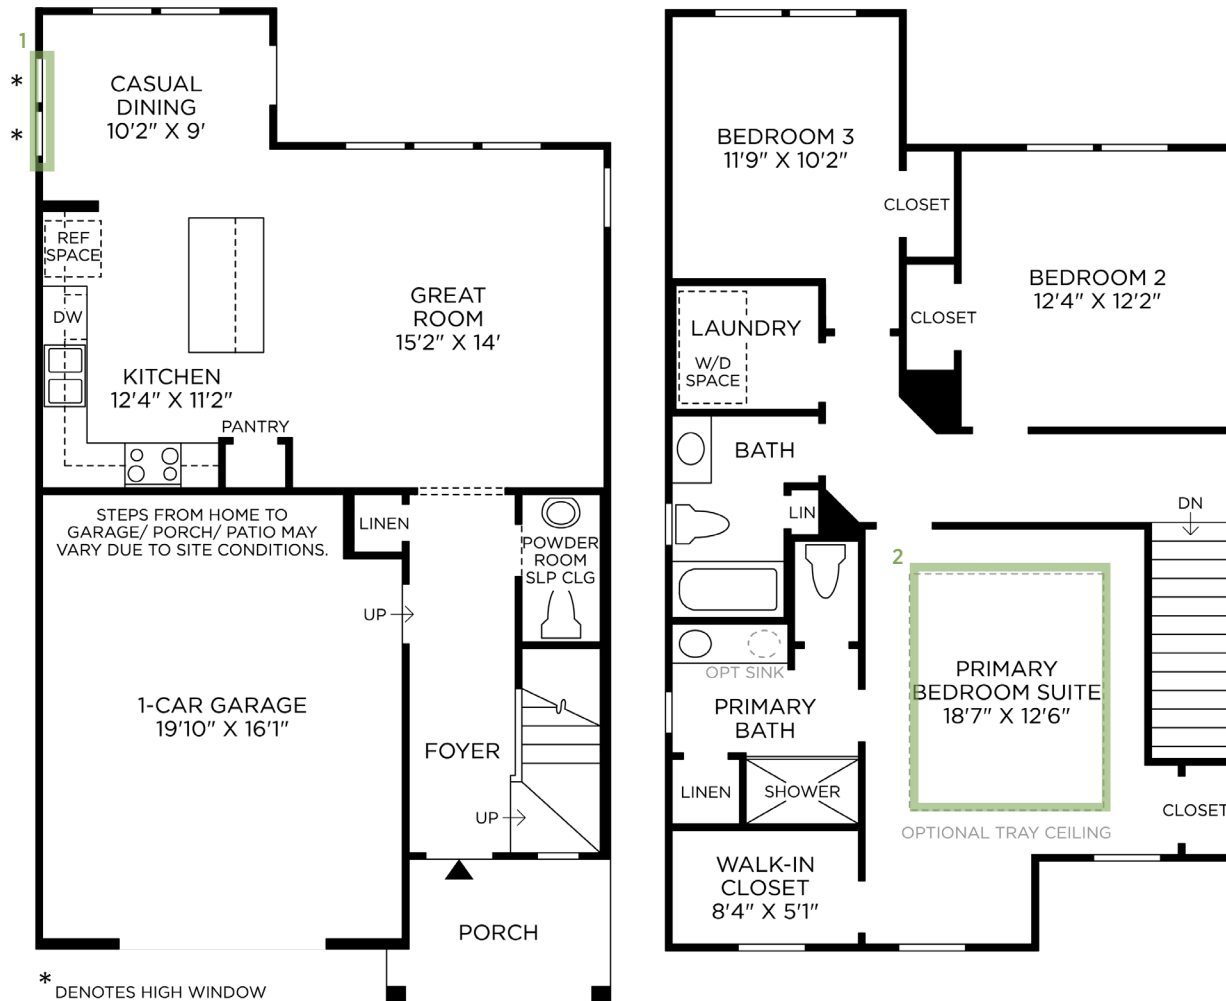 1
*
*
CASUAL
DINING
10'2" X 9'
REF
SPACE
DW
KITCHEN
12'4" X 11'2"
PANTRY
GREAT
ROOM
15'2" X 14'
STEPS FROM HOME TO
GARAGE/ PORCH/ PATIO MAY
VARY DUE TO SITE CONDITIONS.
LINEN
POWDER
ROOM
SLP CLG
UP
1-CAR GARAGE
19'10" X 16'1"
FOYER
UP
PORCH
* DENOTES HIGH WINDOW
BEDROOM 3
11'9" X 10'2"
CLOSET
BEDROOM 2
12'4" X 12'2"
CLOSET
LAUNDRY
W/D
SPACE
BATH
LIN
DN
2
OPT SINK
PRIMARY
BATH
PRIMARY
BEDROOM SUITE
18'7" X 12'6"
LINEN
SHOWER
CLOSET
OPTIONAL TRAY CEILING
WALK-IN
CLOSET
8'4" X 5'1"